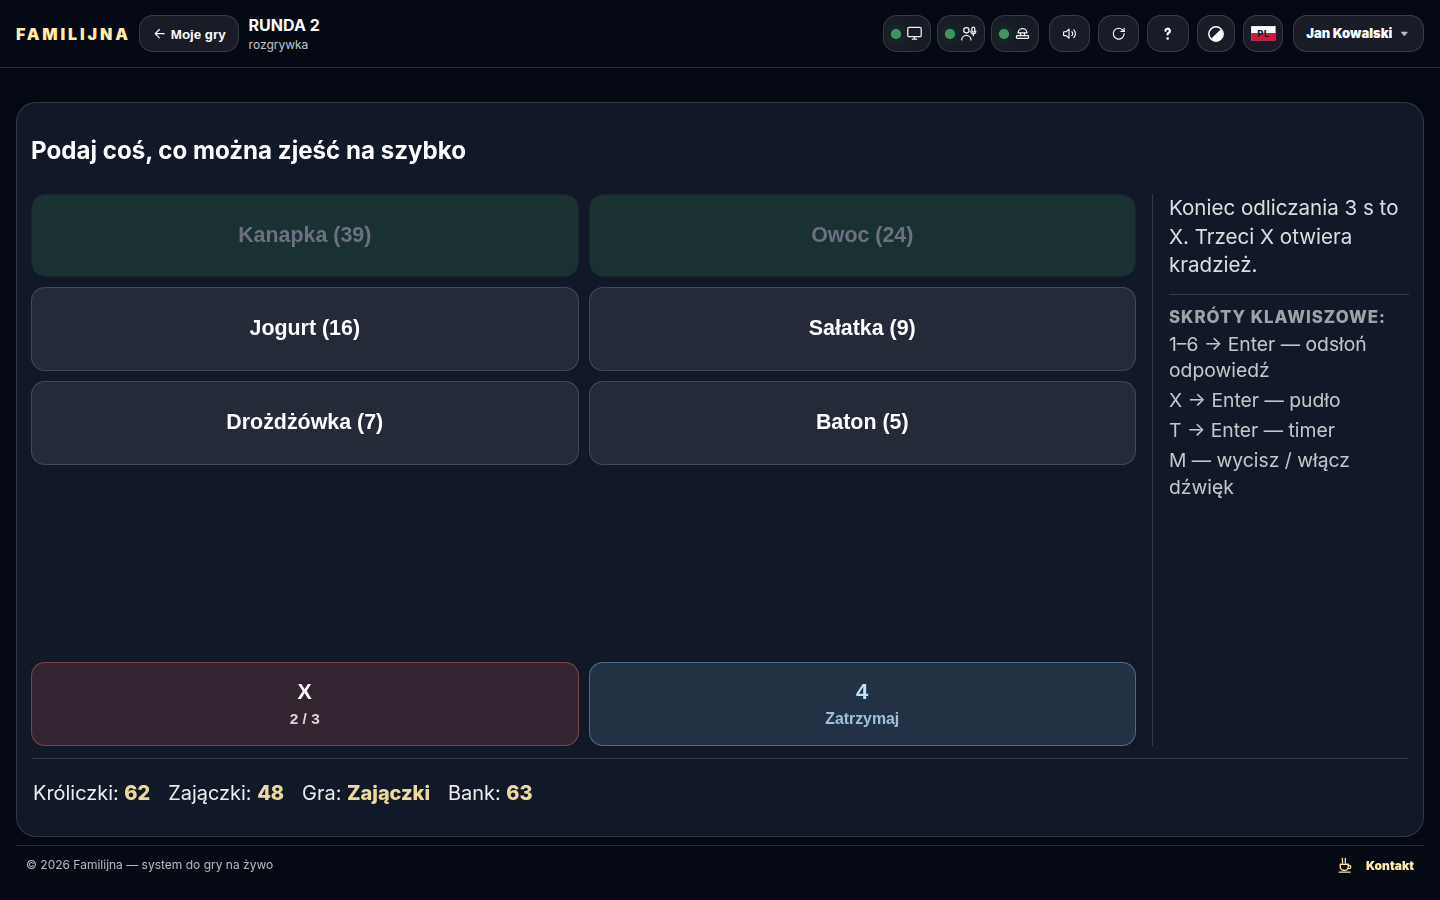 FAMILIJNA
← Moje gry
RUNDA 2
rozgrywka
?
PL
Jan Kowalski
Podaj coś, co można zjeść na szybko
Kanapka (39)
Owoc (24)
Jogurt (16)
Sałatka (9)
Drożdżówka (7)
Baton (5)
X
2 / 3
4
Zatrzymaj
Koniec odliczania 3 s to
X. Trzeci X otwiera
kradzież.
SKRÓTY KLAWISZOWE:
1–6 → Enter — odsłoń
odpowiedź
X → Enter — pudło
T → Enter — timer
M — wycisz / włącz
dźwięk
Króliczki: 62 Zajączki: 48 Gra: Zajączki Bank: 63
© 2026 Familijna — system do gry na żywo
Kontakt